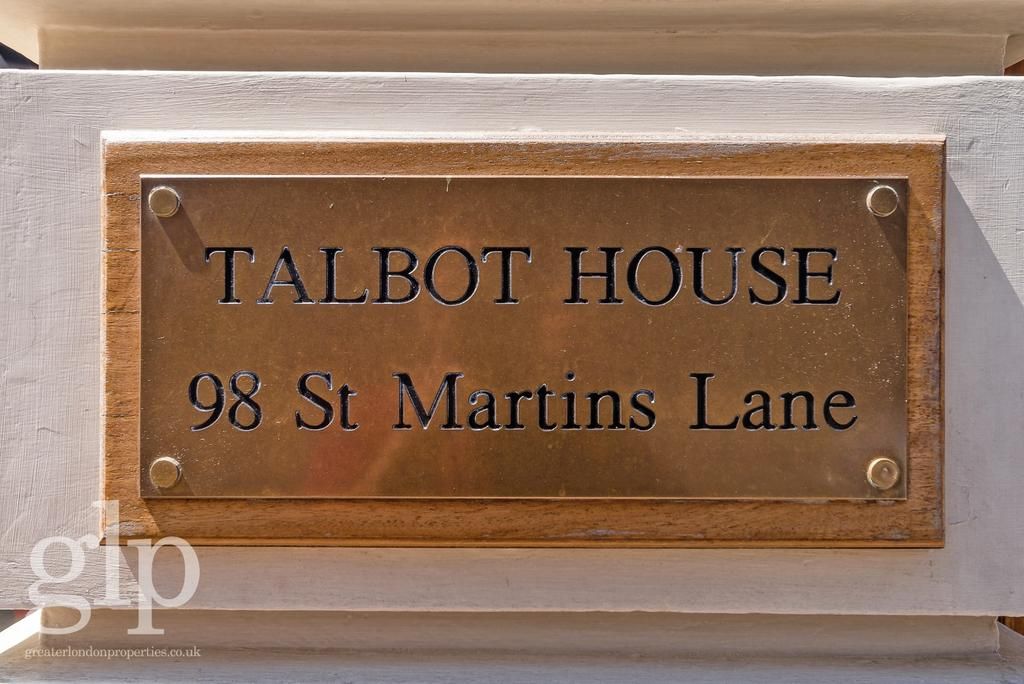 TALBOT HOUSE
98 St Martins Lane
glp
greaterlondonproperties.co.uk